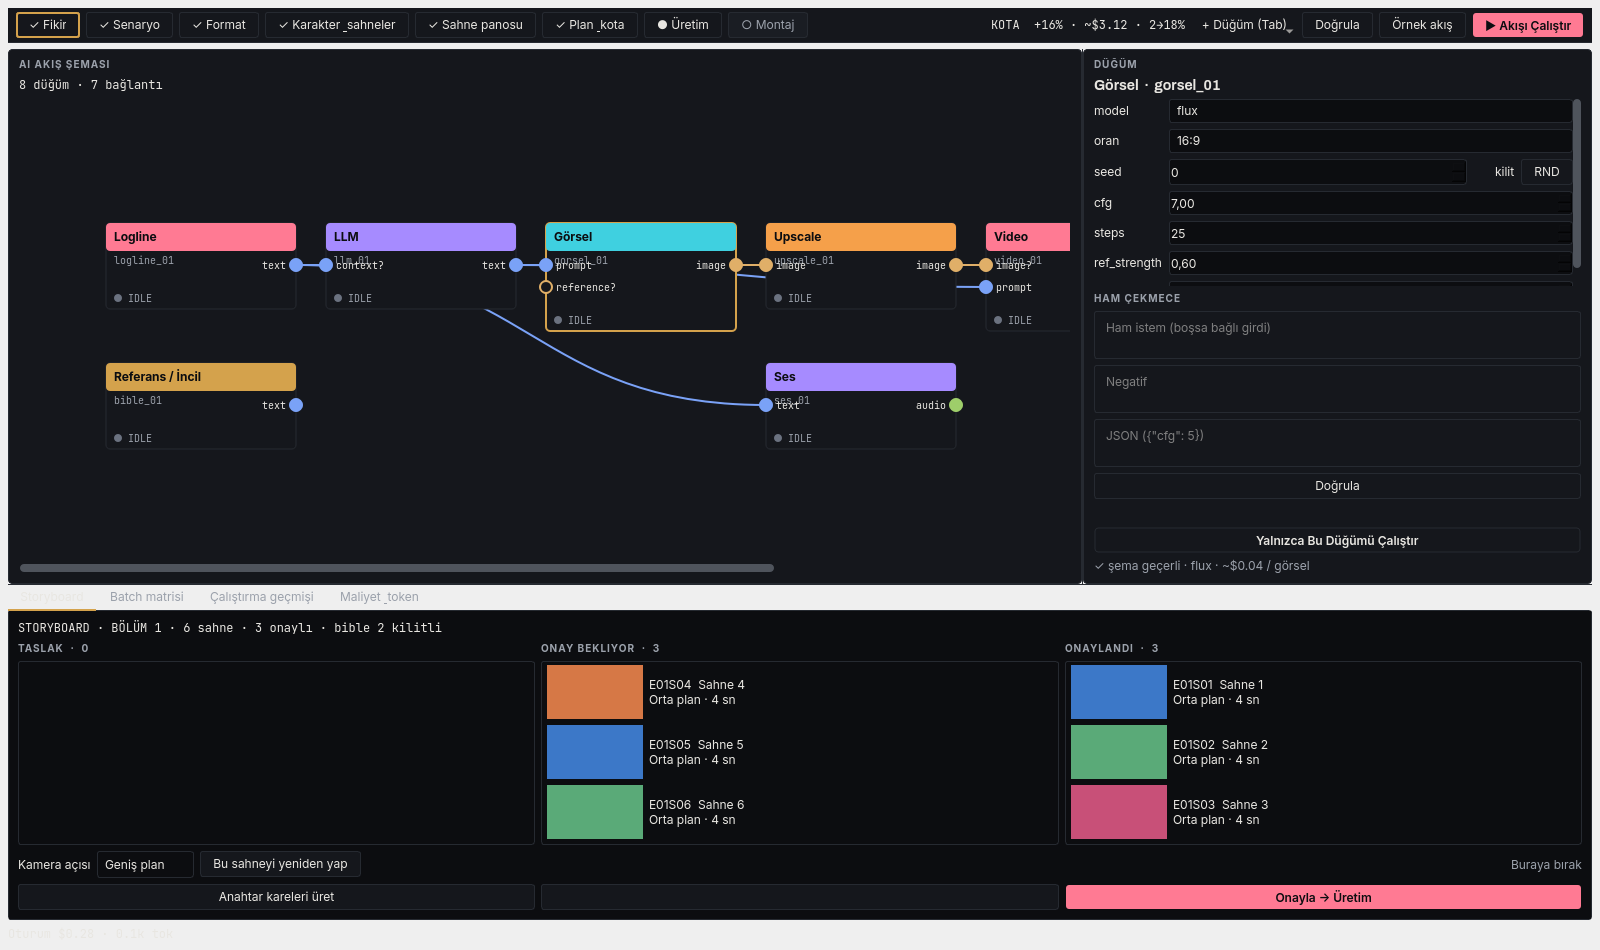 ✓ Fikir ✓ Senaryo ✓ Format ✓ Karakter_sahneler ✓ Sahne panosu ✓ Plan_kota ● Üretim ○ Montaj KOTA +16% · ~$3.12 · 2→18% + Düğüm (Tab) Doğrula Örnek akış ▶ Akışı Çalıştır
AI AKIŞ ŞEMASI
8 düğüm · 7 bağlantı
Logline
logline_01
text
IDLE
LLM
llm_01
context? text
IDLE
Görsel
gorsel_01
prompt image
reference?
IDLE
Upscale
upscale_01
image image
IDLE
Video
video_01
image?
prompt
IDLE
Referans / İncil
bible_01
text
IDLE
Ses
ses_01
text audio
IDLE
DÜĞÜM
Görsel · gorsel_01
model flux
oran 16:9
seed 0 kilit RND
cfg 7,00
steps 25
ref_strength 0,60
HAM ÇEKMECE
Ham istem (boşsa bağlı girdi)
Negatif
JSON ({"cfg": 5})
Doğrula
Yalnızca Bu Düğümü Çalıştır
✓ şema geçerli · flux · ~$0.04 / görsel
Storyboard Batch matrisi Çalıştırma geçmişi Maliyet_token
STORYBOARD · BÖLÜM 1 · 6 sahne · 3 onaylı · bible 2 kilitli
TASLAK · 0
ONAY BEKLIYOR · 3
E01S04 Sahne 4
Orta plan · 4 sn
E01S05 Sahne 5
Orta plan · 4 sn
E01S06 Sahne 6
Orta plan · 4 sn
ONAYLANDI · 3
E01S01 Sahne 1
Orta plan · 4 sn
E01S02 Sahne 2
Orta plan · 4 sn
E01S03 Sahne 3
Orta plan · 4 sn
Kamera açısı Geniş plan Bu sahneyi yeniden yap Buraya bırak
Anahtar kareleri üret Onayla → Üretim